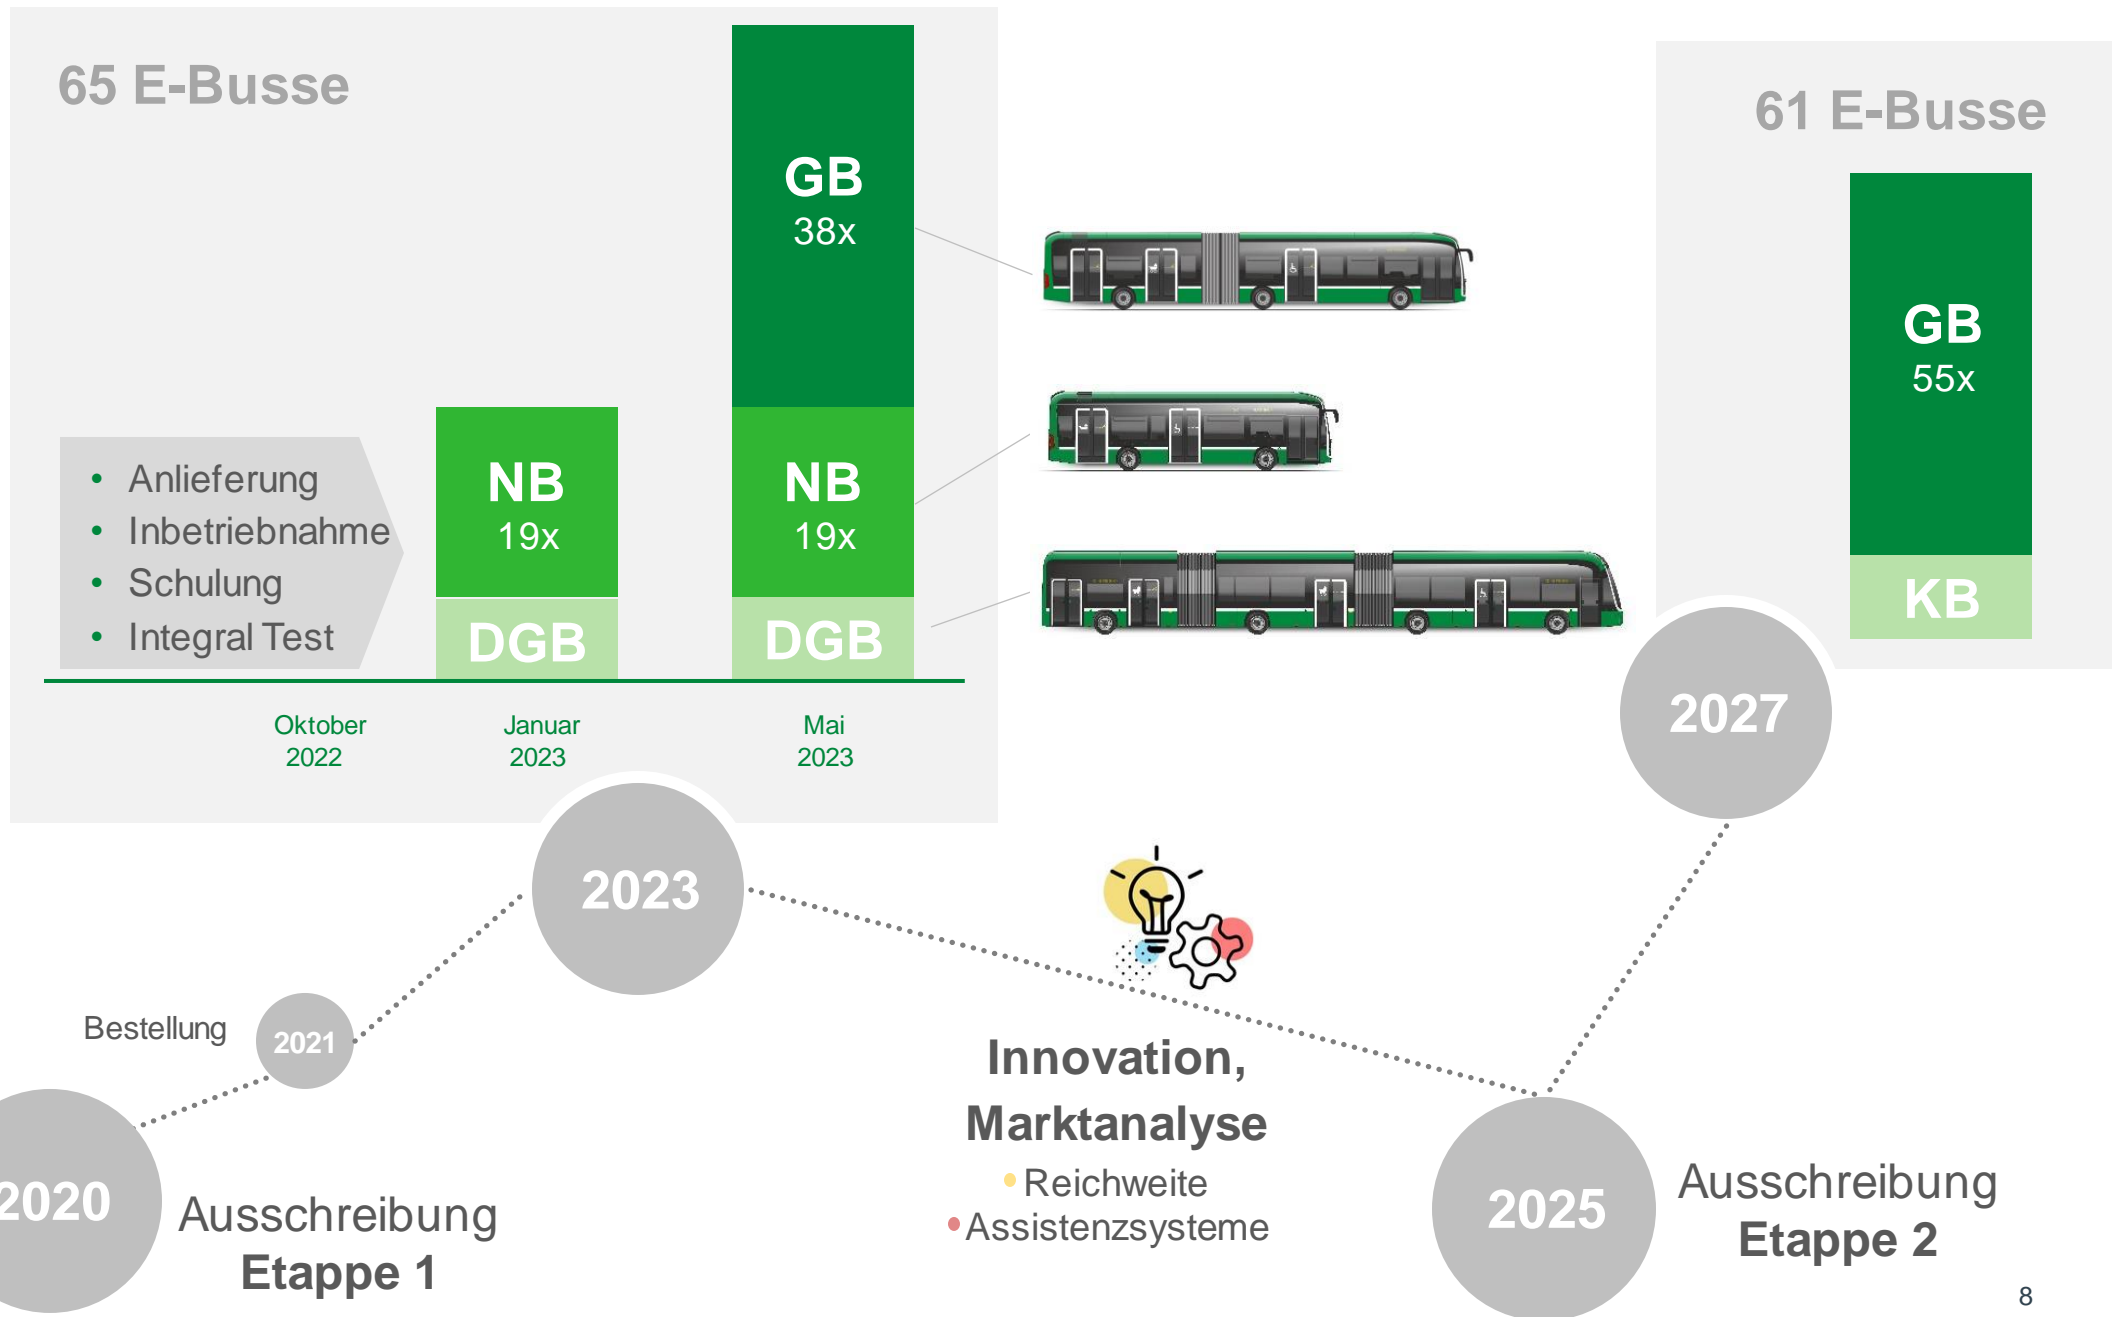 65 E-Busse
61 E-Busse
GB
38x
GB
55x
• Anlieferung
• Inbetriebnahme
• Schulung
• Integral Test
NB
19x
NB
19x
DGB
DGB
KB
Oktober
2022
Januar
2023
Mai
2023
2027
2023
Bestellung
2021
Innovation,
Marktanalyse
• Reichweite
• Assistenzsysteme
2020
Ausschreibung
Etappe 1
2025
Ausschreibung
Etappe 2
8